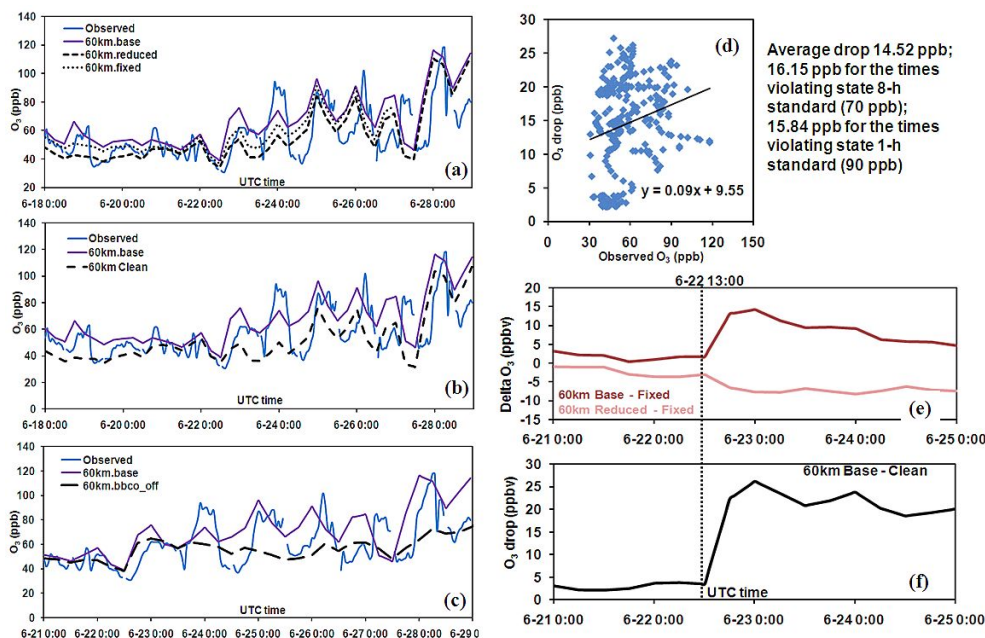 Observed
60km.base
60km.reduced
60km.fixed
O3 (ppb)
120
100
80
60
40
20
UTC time
(a)
6-18 0:00 6-20 0:00 6-22 0:00 6-24 0:00 6-26 0:00 6-28 0:00
Observed
60km.base
60km Clean
O3 (ppb)
140
120
100
80
60
40
20
0
UTC time
(b)
6-18 0:00 6-20 0:00 6-22 0:00 6-24 0:00 6-26 0:00 6-28 0:00
Observed
60km.base
60km.bbco_off
O3 (ppb)
140
120
100
80
60
40
20
0
UTC time
(c)
6-21 0:00 6-22 0:00 6-23 0:00 6-24 0:00 6-25 0:00 6-26 0:00 6-27 0:00 6-28 0:00 6-29 0:00
(d)
O3 drop (ppb)
30
25
20
15
10
5
0
y = 0.09x + 9.55
0 30 60 90 120 150
Observed O3 (ppb)
Average drop 14.52 ppb;
16.15 ppb for the times
violating state 8-h
standard (70 ppb);
15.84 ppb for the times
violating state 1-h
standard (90 ppb)
6-22 13:00
Delta O3 (ppbv)
20
15
10
5
0
-5
-10
-15
60km Base - Fixed
60km Reduced - Fixed
(e)
6-21 0:00 6-22 0:00 6-23 0:00 6-24 0:00 6-25 0:00
60km Base - Clean
O3 drop (ppbv)
30
25
20
15
10
5
0
UTC time
(f)
6-21 0:00 6-22 0:00 6-23 0:00 6-24 0:00 6-25 0:00